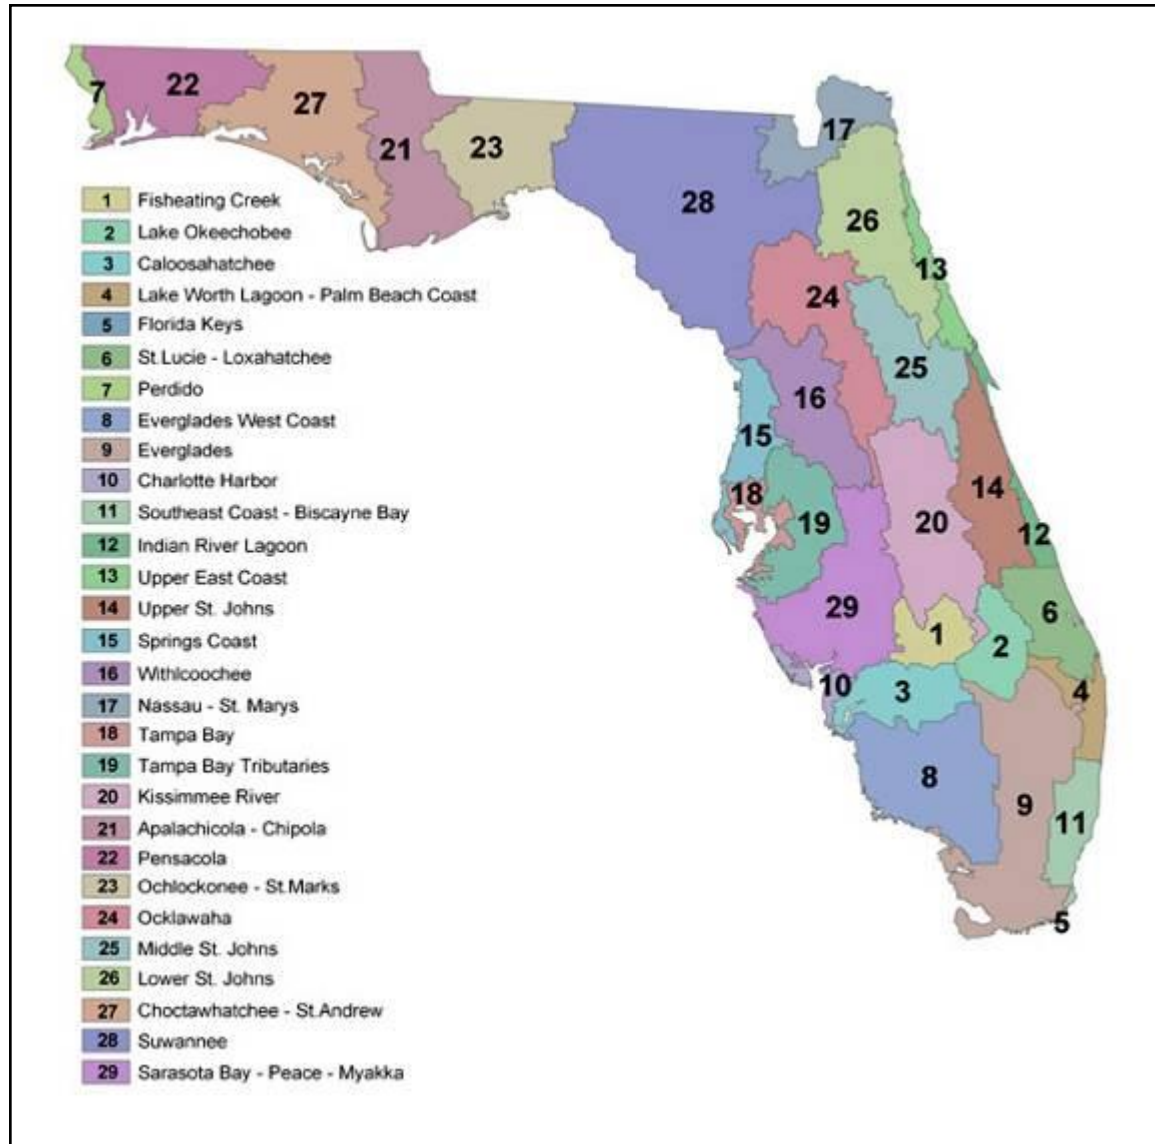 7
22
27
21
23
28
17
26
13
24
25
16
15
18
19
14
12
20
29
1
2
6
10
3
4
8
9
11
5
1 Fisheating Creek
2 Lake Okeechobee
3 Caloosahatchee
4 Lake Worth Lagoon - Palm Beach Coast
5 Florida Keys
6 St.Lucie - Loxahatchee
7 Perdido
8 Everglades West Coast
9 Everglades
10 Charlotte Harbor
11 Southeast Coast - Biscayne Bay
12 Indian River Lagoon
13 Upper East Coast
14 Upper St. Johns
15 Springs Coast
16 Withlcoochee
17 Nassau - St. Marys
18 Tampa Bay
19 Tampa Bay Tributaries
20 Kissimmee River
21 Apalachicola - Chipola
22 Pensacola
23 Ochlockonee - St.Marks
24 Ocklawaha
25 Middle St. Johns
26 Lower St. Johns
27 Choctawhatchee - St.Andrew
28 Suwannee
29 Sarasota Bay - Peace - Myakka